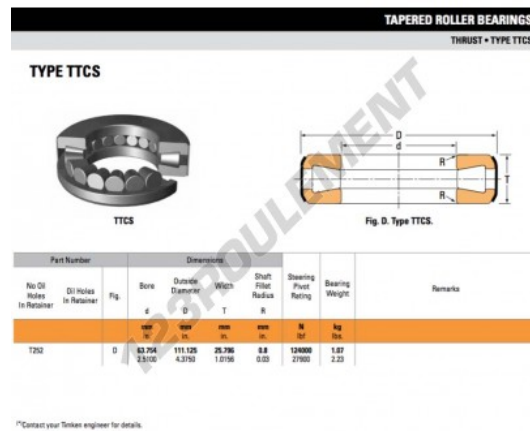 TAPERED ROLLER BEARINGS
THRUST • TYPE TTCS
TYPE TTCS
D
d
R
T
R
TTCS
Fig. D. Type TTCS.
Part Number Dimensions
No Oil Holes In Retainer Oil Holes In Retainer Fig. Bore Outside Diameter Width Shaft Fillet Radius Steering Pivot Rating Bearing Weight Remarks
d D T R
mm mm mm mm N kg
in. in. in. in. lbf lbs.
T252 D 63.754 111.125 25.796 0.8 124000 1.07
2.5100 4.3750 1.0156 0.03 27900 2.23
(*)Contact your Timken engineer for details.
123ROULEMENT